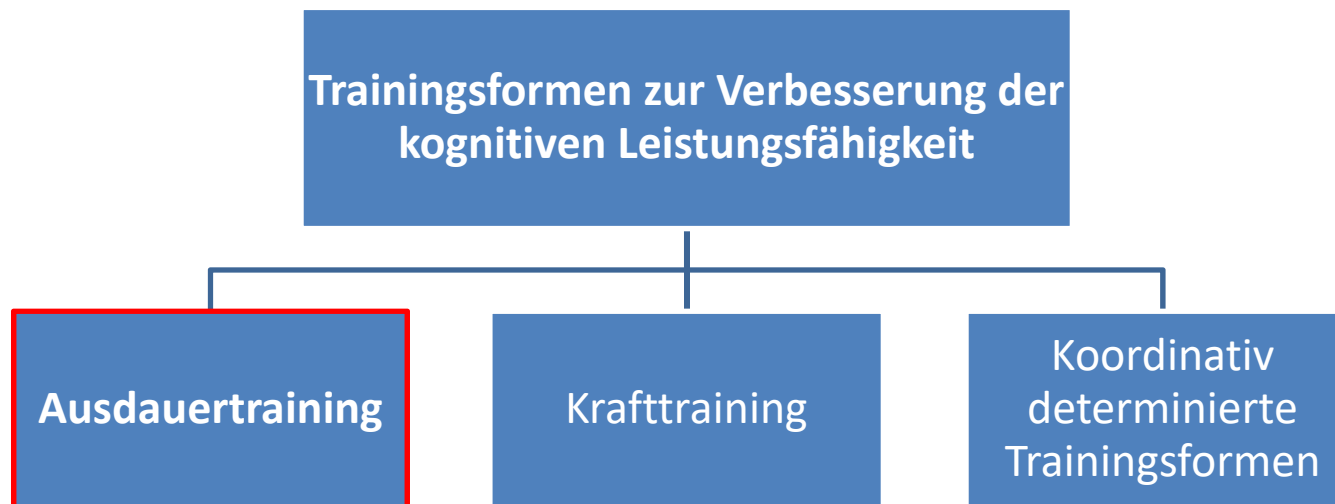 Trainingsformen zur Verbesserung der
kognitiven Leistungsfähigkeit
Ausdauertraining
Krafttraining
Koordinativ
determinierte
Trainingsformen